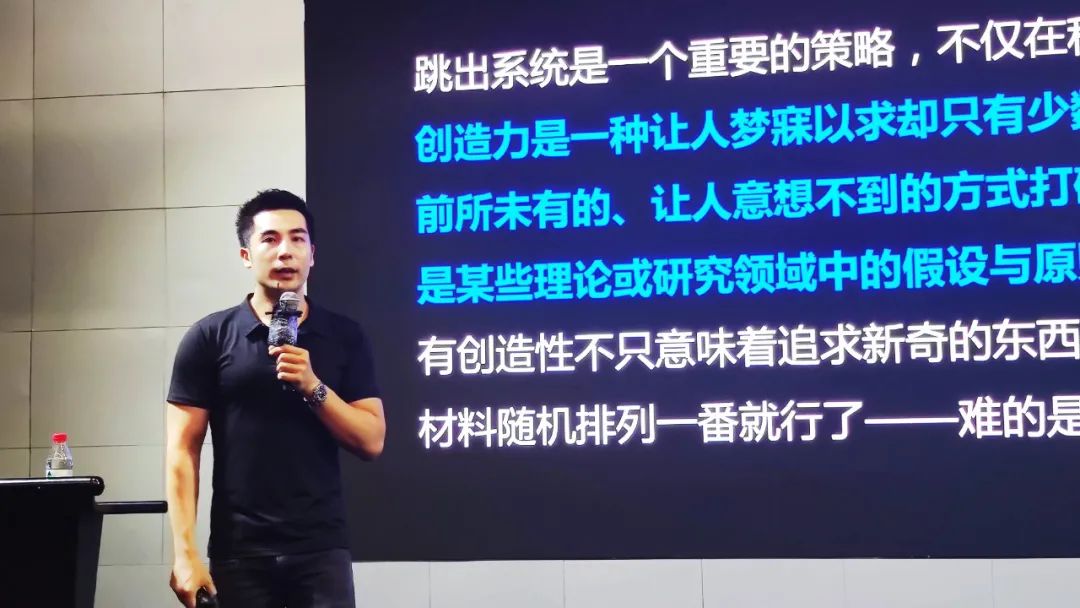 跳出系统是一个重要的策略，不仅在
创造力是一种让人梦寐以求却只有少
前所未有的、让人意想不到的方式打
是某些理论或研究领域中的假设与原
有创造性不只意味着追求新奇的东西
材料随机排列一番就行了——难的是